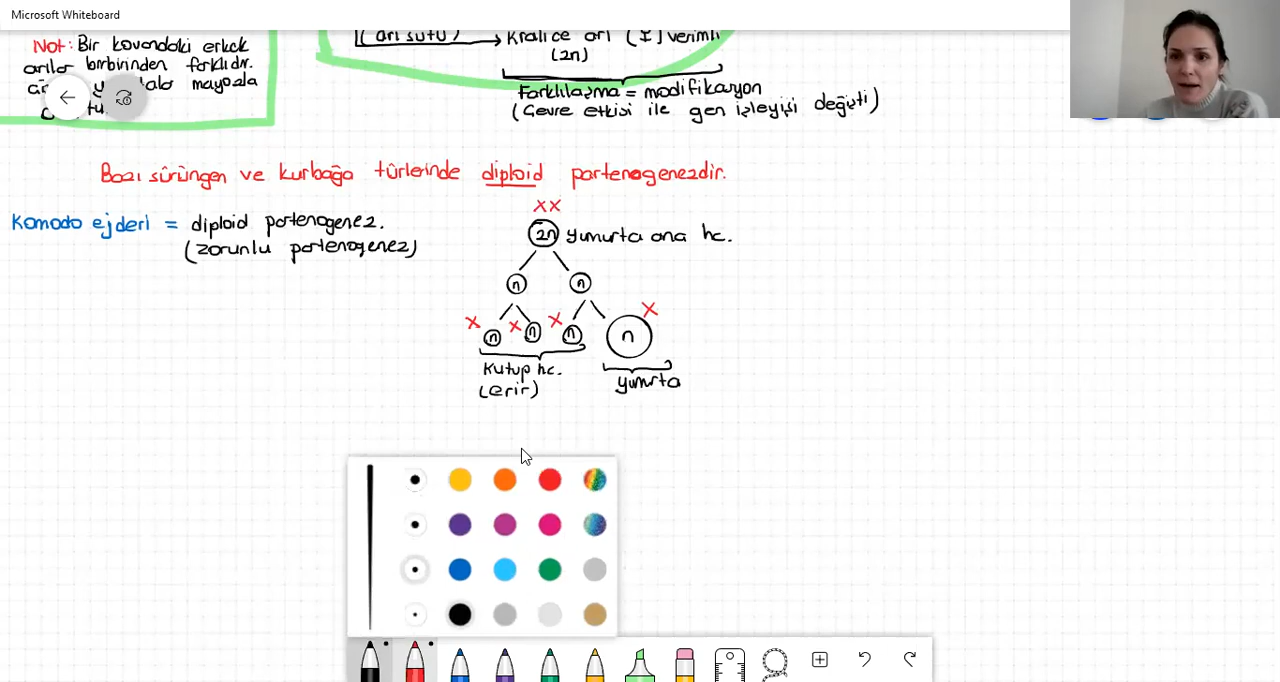 Microsoft Whiteboard
Not: Bir kovandaki erkek
arılar birbirinden farklıdır.
mayozla
(arı sütü) → Kraliçe arı (♀) verimli
(2n)
Farklılaşma = modifikasyon
(Çevre etkisi ile gen işleyişi değişti)
Bazı sürüngen ve kurbağa türlerinde diploid partenogenezdir.
Komodo ejderi = diploid partenogenez.
(zorunlu partenogenez)
XX
2n yumurta ana hc.
n n
X X X X
n n n n
Kutup hc.
(erir)
yumurta